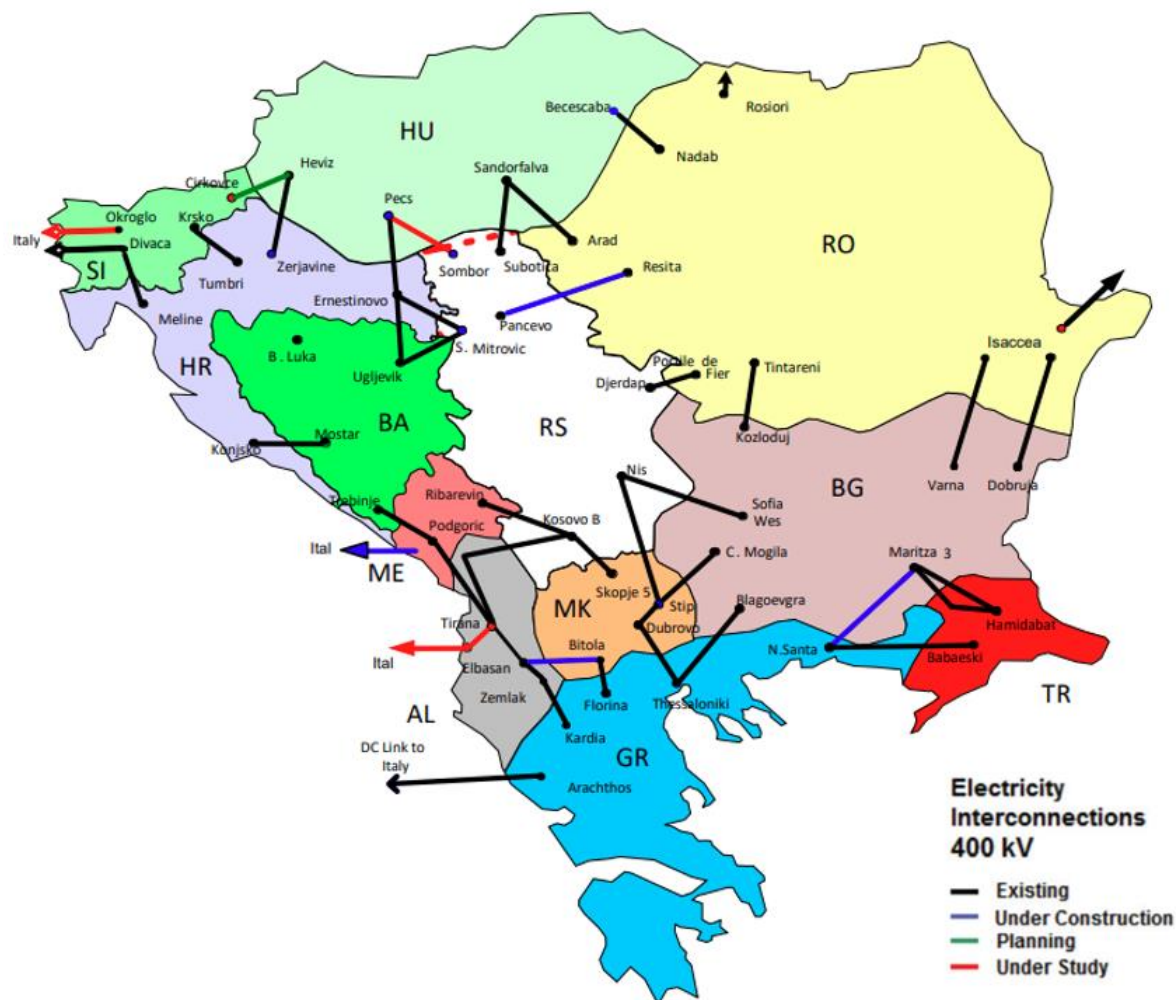 Becescaba
Rosiori
HU
Nadab
Heviz
Sandorfalva
Cirkovce
Pecs
Okroglo
Krsko
Italy
Divaca
Arad
RO
SI
Tumbri
Zerjavine
Sombor
Subotica
Resita
Meline
Ernestinovo
Pancevo
Isaccea
HR
B . Luka
S. Mitrovic
Ugljevik
Portile de
Fier
Djerdap
Tintareni
BA
RS
Konjsko
Mostar
Kozloduj
Nis
BG
Varna
Dobruja
Trebinje
Ribarevin
Sofia
Wes
Podgoric
Kosovo B
Ital
C. Mogila
Maritza 3
ME
MK
Skopje 5
Stip
Blagoevgra
Hamidabat
Tirana
Dubrovo
Ital
Elbasan
Bitola
N.Santa
Babaeski
Zemlak
Florina
Thessaloniki
TR
AL
Kardia
DC Link to
Italy
GR
Arachthos
Electricity
Interconnections
400 kV
Existing
Under Construction
Planning
Under Study